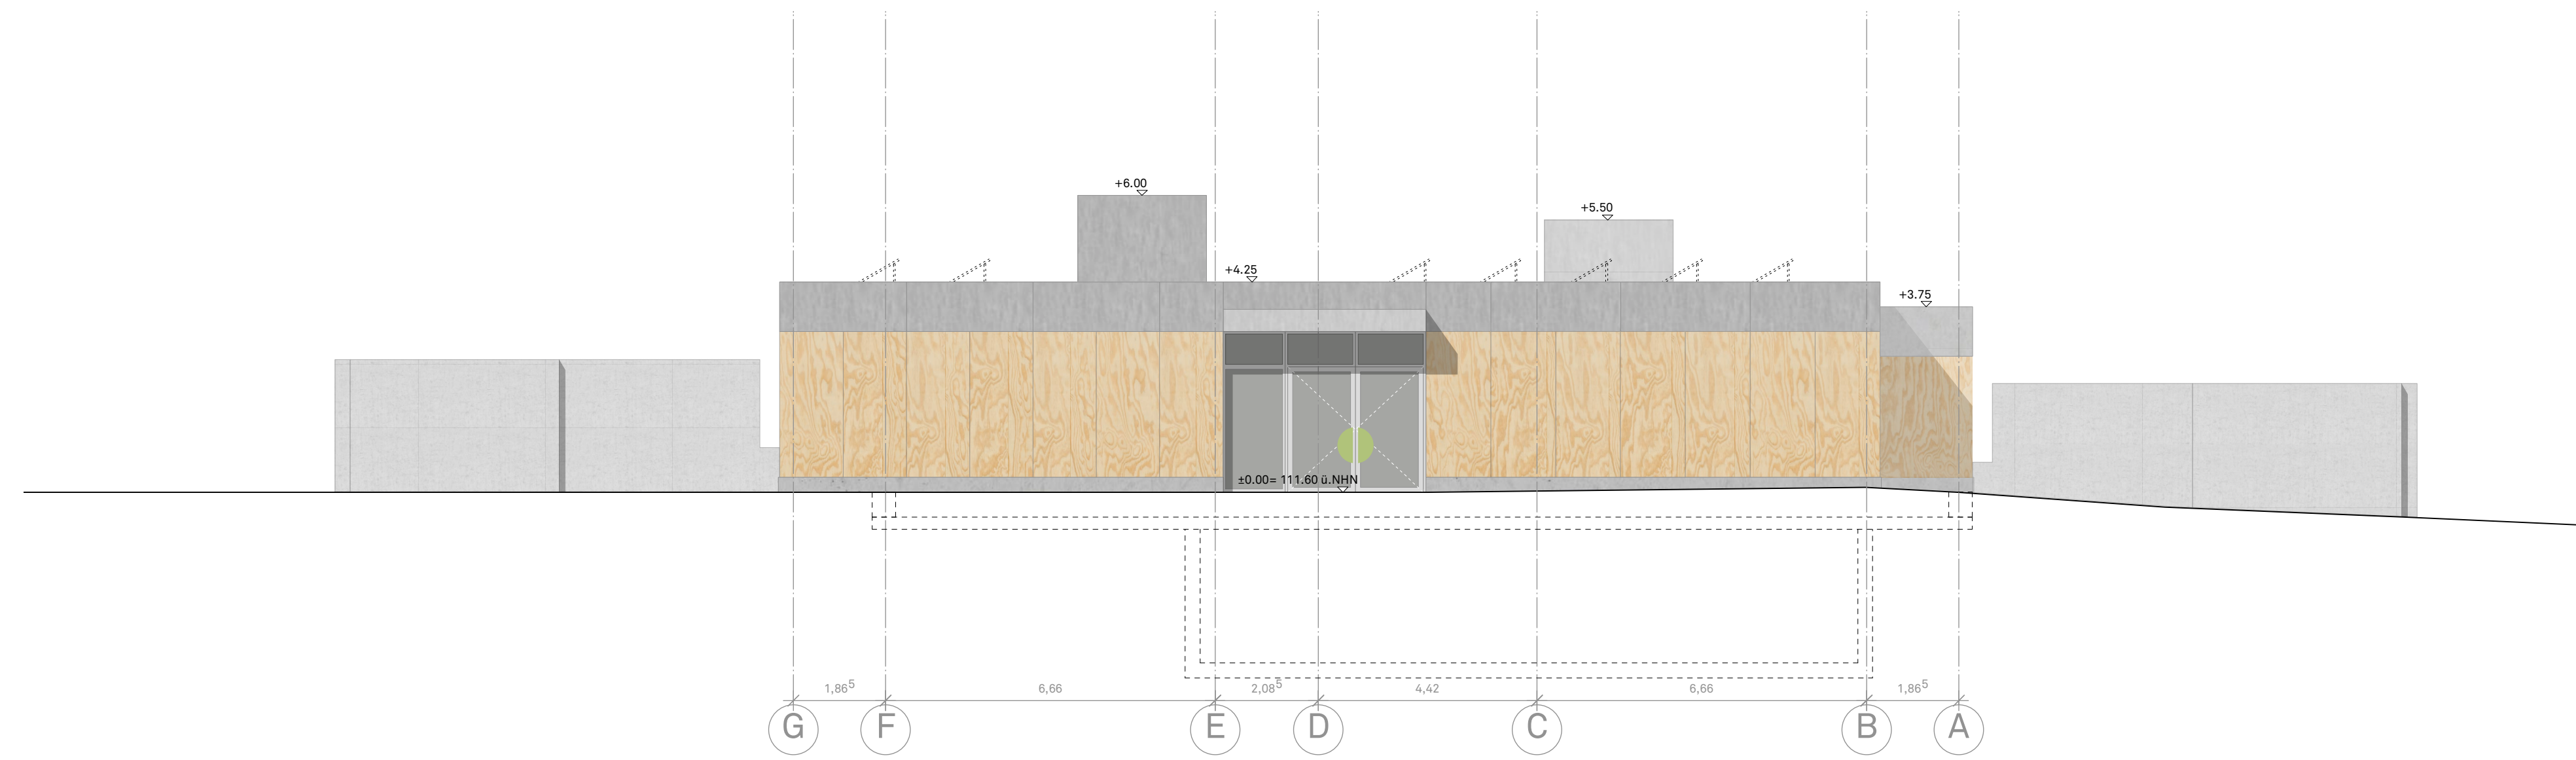 +6.00
+5.50
+4.25
+3.75
±0.00= 111.60 ü.NHN
1,86⁵ 6,66 2,08⁵ 4,42 6,66 1,86⁵
G F E D C B A